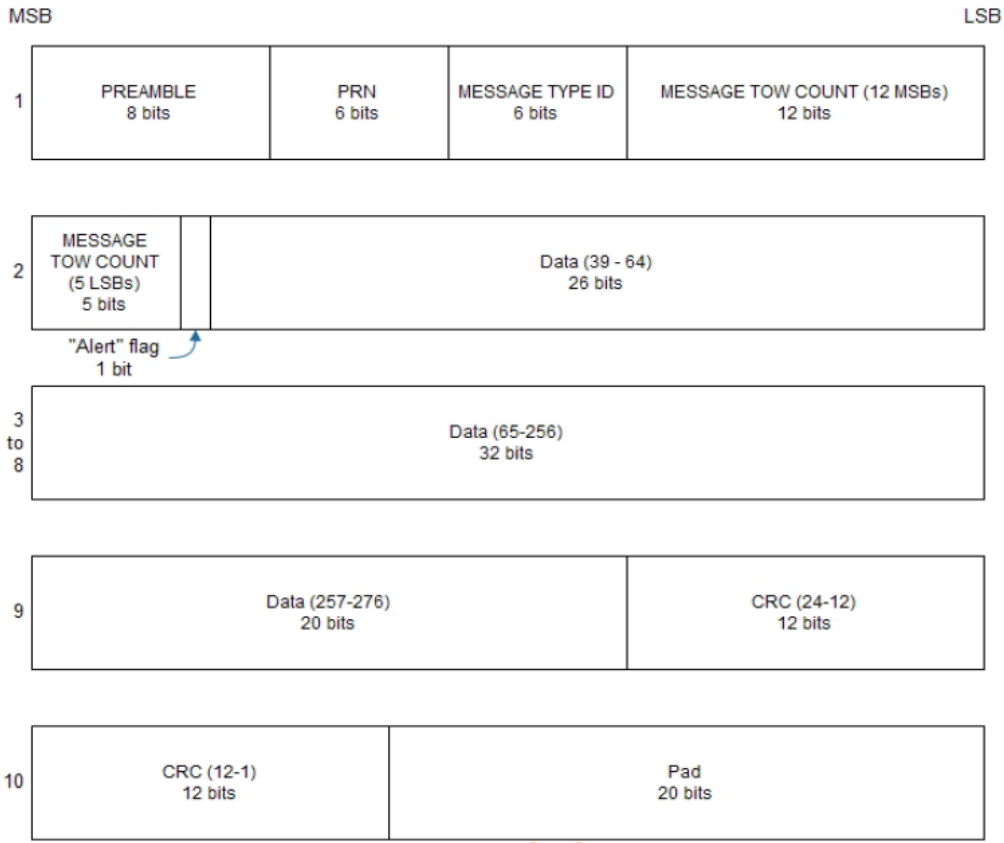 MSB
LSB
1
PREAMBLE
8 bits
PRN
6 bits
MESSAGE TYPE ID
6 bits
MESSAGE TOW COUNT (12 MSBs)
12 bits
2
MESSAGE
TOW COUNT
(5 LSBs)
5 bits
Data (39 - 64)
26 bits
"Alert" flag
1 bit
3
to
8
Data (65-256)
32 bits
9
Data (257-276)
20 bits
CRC (24-12)
12 bits
10
CRC (12-1)
12 bits
Pad
20 bits